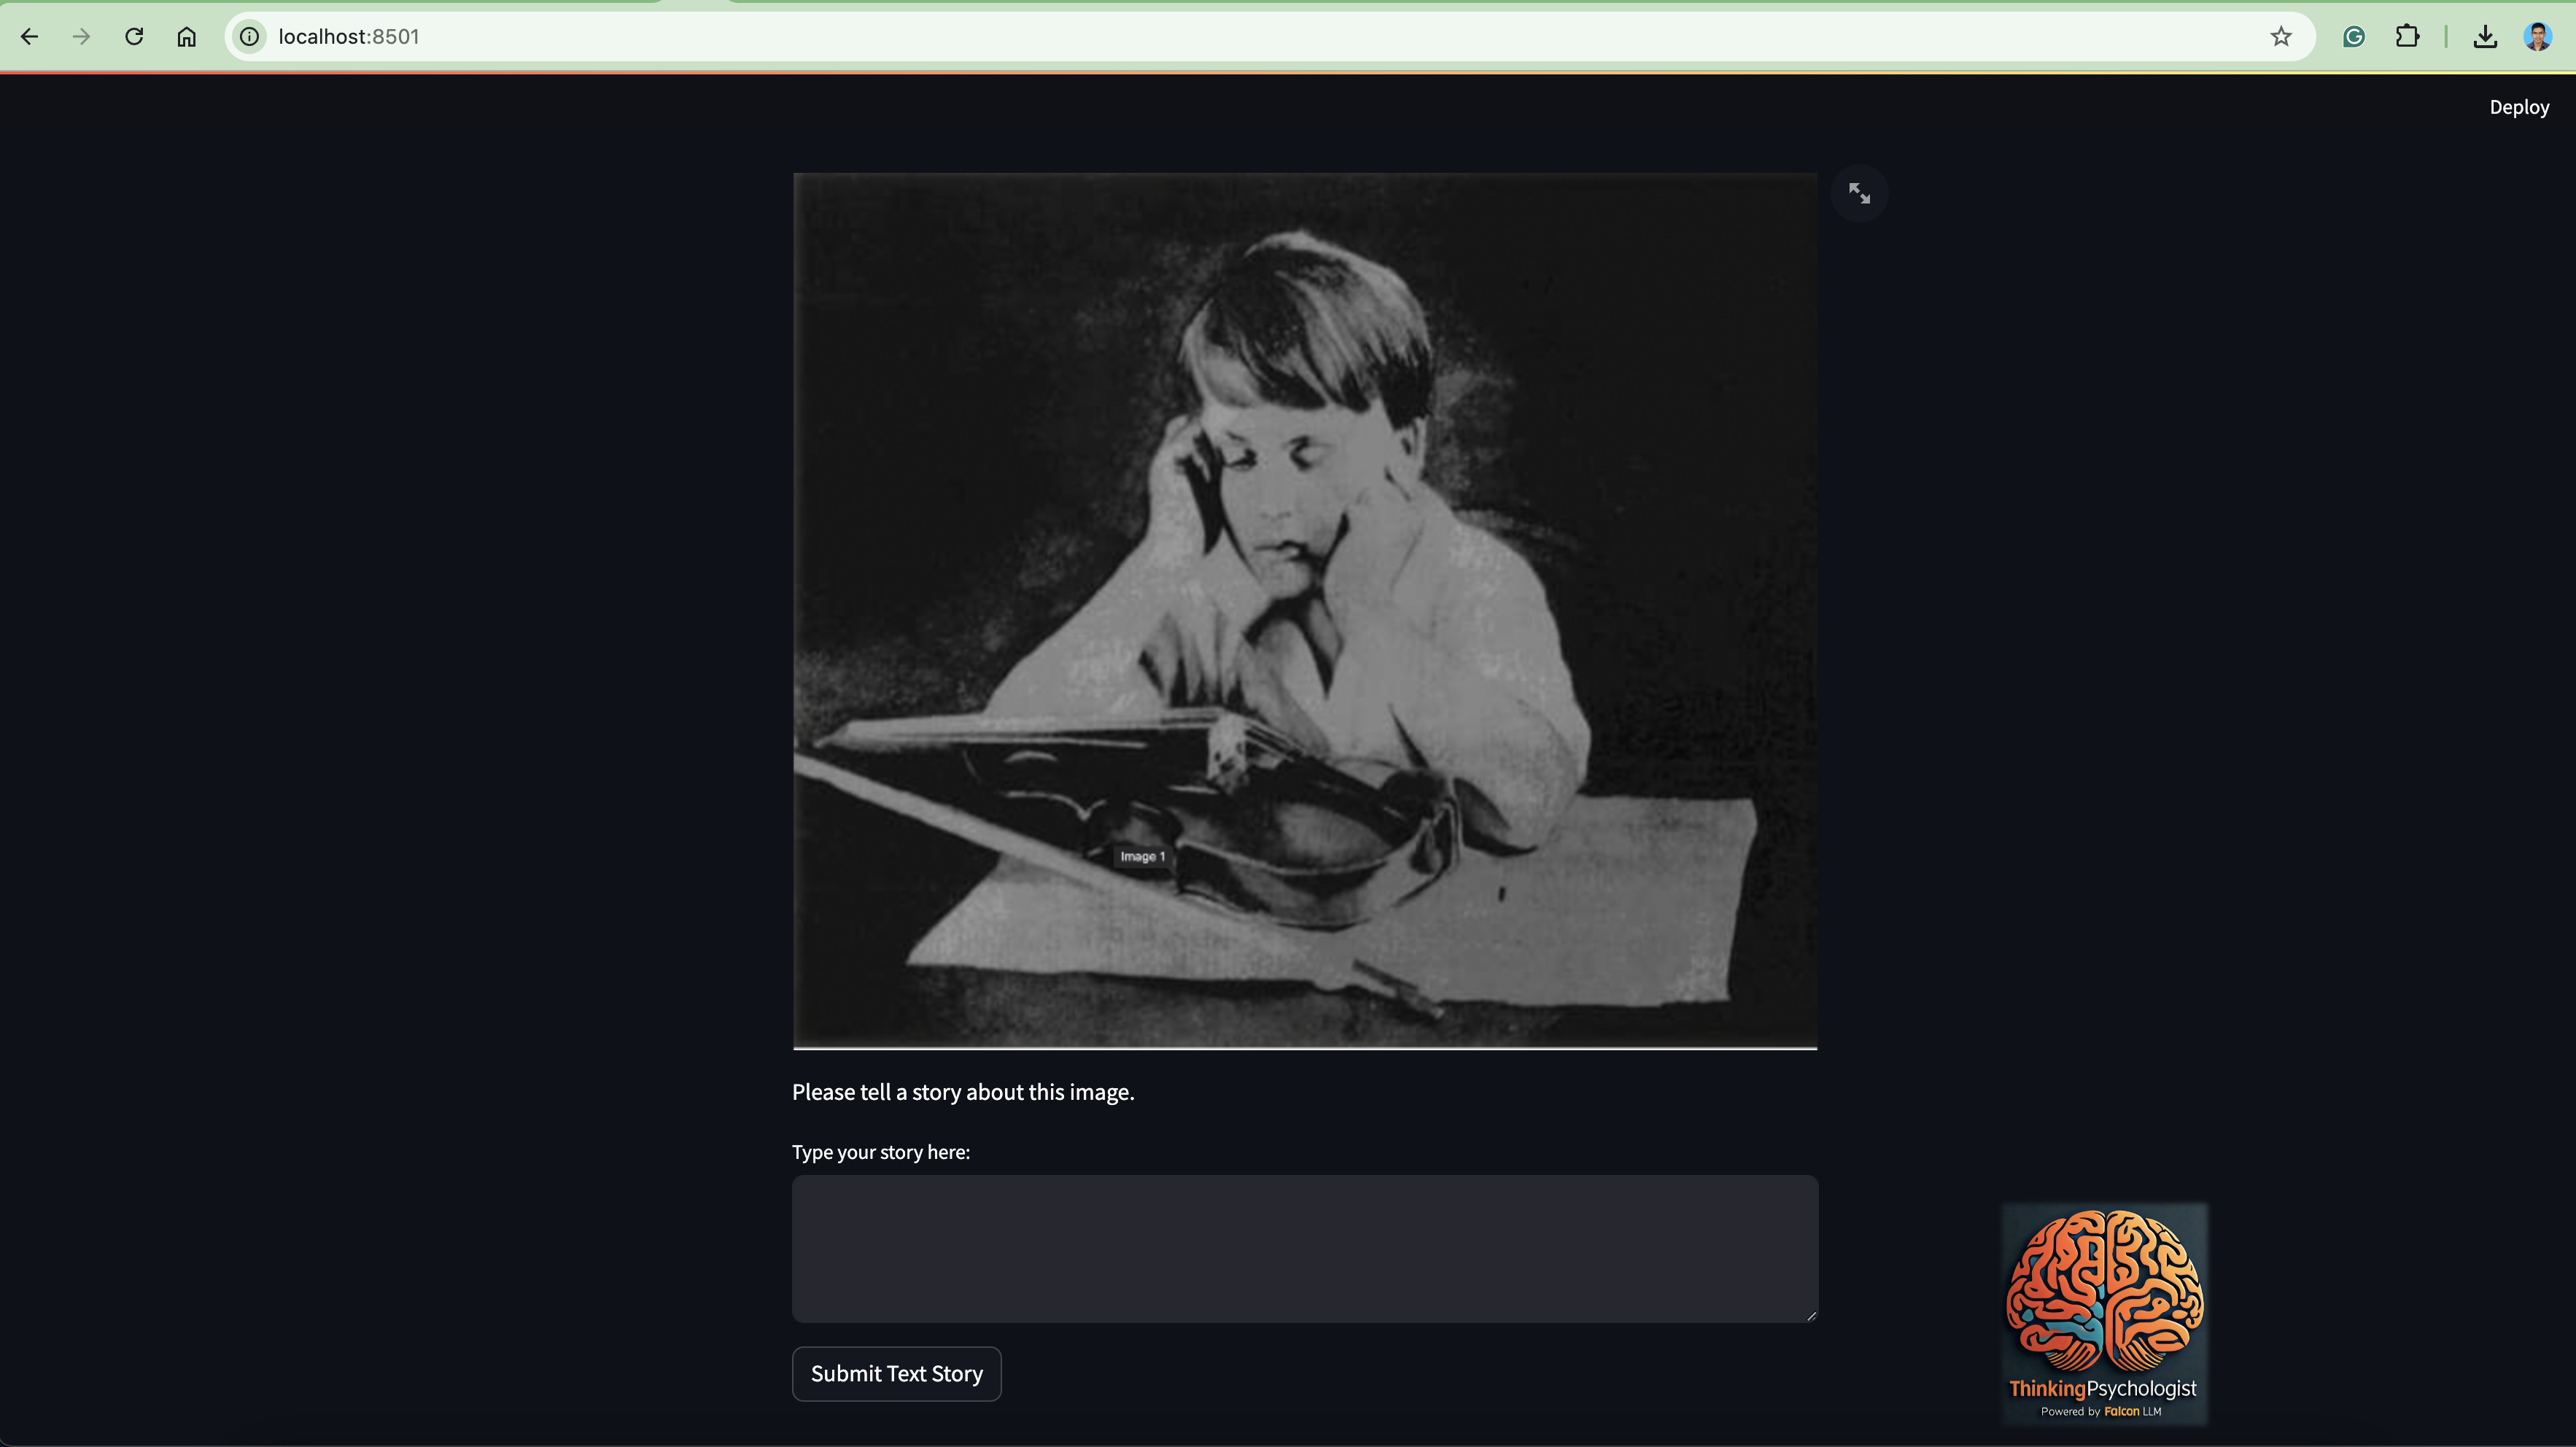 localhost:8501
Deploy
Image 1
Please tell a story about this image.
Type your story here:
Submit Text Story
ThinkingPsychologist
Powered by Falcon LLM